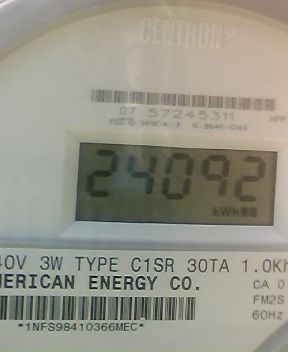 CENTRON
07 57245311
24092
kWh
40V 3W TYPE C1SR 30TA 1.0Kh
MERICAN ENERGY CO.
CA 0
FM2S
60Hz
*1NFS98410366MEC*